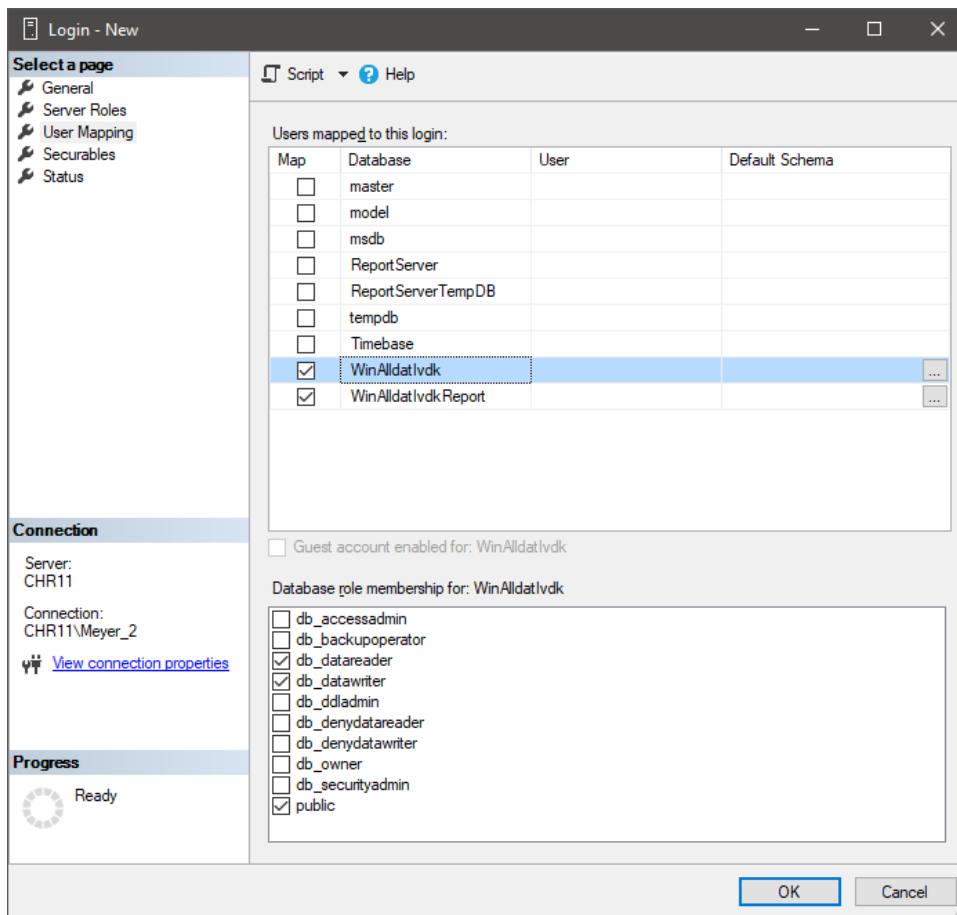 Login - New
Select a page
General
Server Roles
User Mapping
Securables
Status
Script Help
Users mapped to this login:
Map Database User Default Schema
master
model
msdb
ReportServer
ReportServerTempDB
tempdb
Timebase
WinAlldatIvdk ...
WinAlldatIvdkReport ...
Guest account enabled for: WinAlldatIvdk
Database role membership for: WinAlldatIvdk
db_accessadmin
db_backupoperator
db_datareader
db_datawriter
db_ddladmin
db_denydatareader
db_denydatawriter
db_owner
db_securityadmin
public
Connection
Server:
CHR11
Connection:
CHR11\Meyer_2
View connection properties
Progress
Ready
OK Cancel